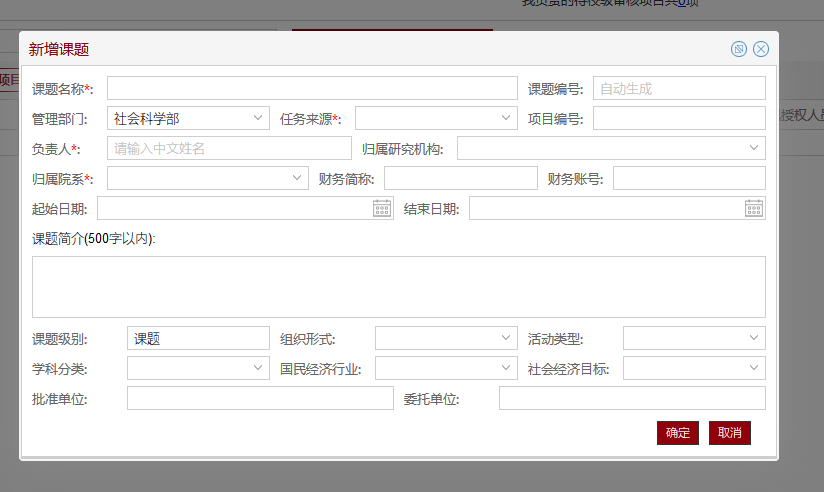 我负责的待校级审核项目共0项
新增课题
项目
课题名称*: 课题编号: 自动生成
管理部门: 社会科学部 任务来源*: 项目编号:
授权人员
负责人*: 请输入中文姓名 归属研究机构:
归属院系*: 财务简称: 财务账号:
起始日期: 结束日期:
课题简介(500字以内):
课题级别: 课题 组织形式: 活动类型:
学科分类: 国民经济行业: 社会经济目标:
批准单位: 委托单位:
确定 取消